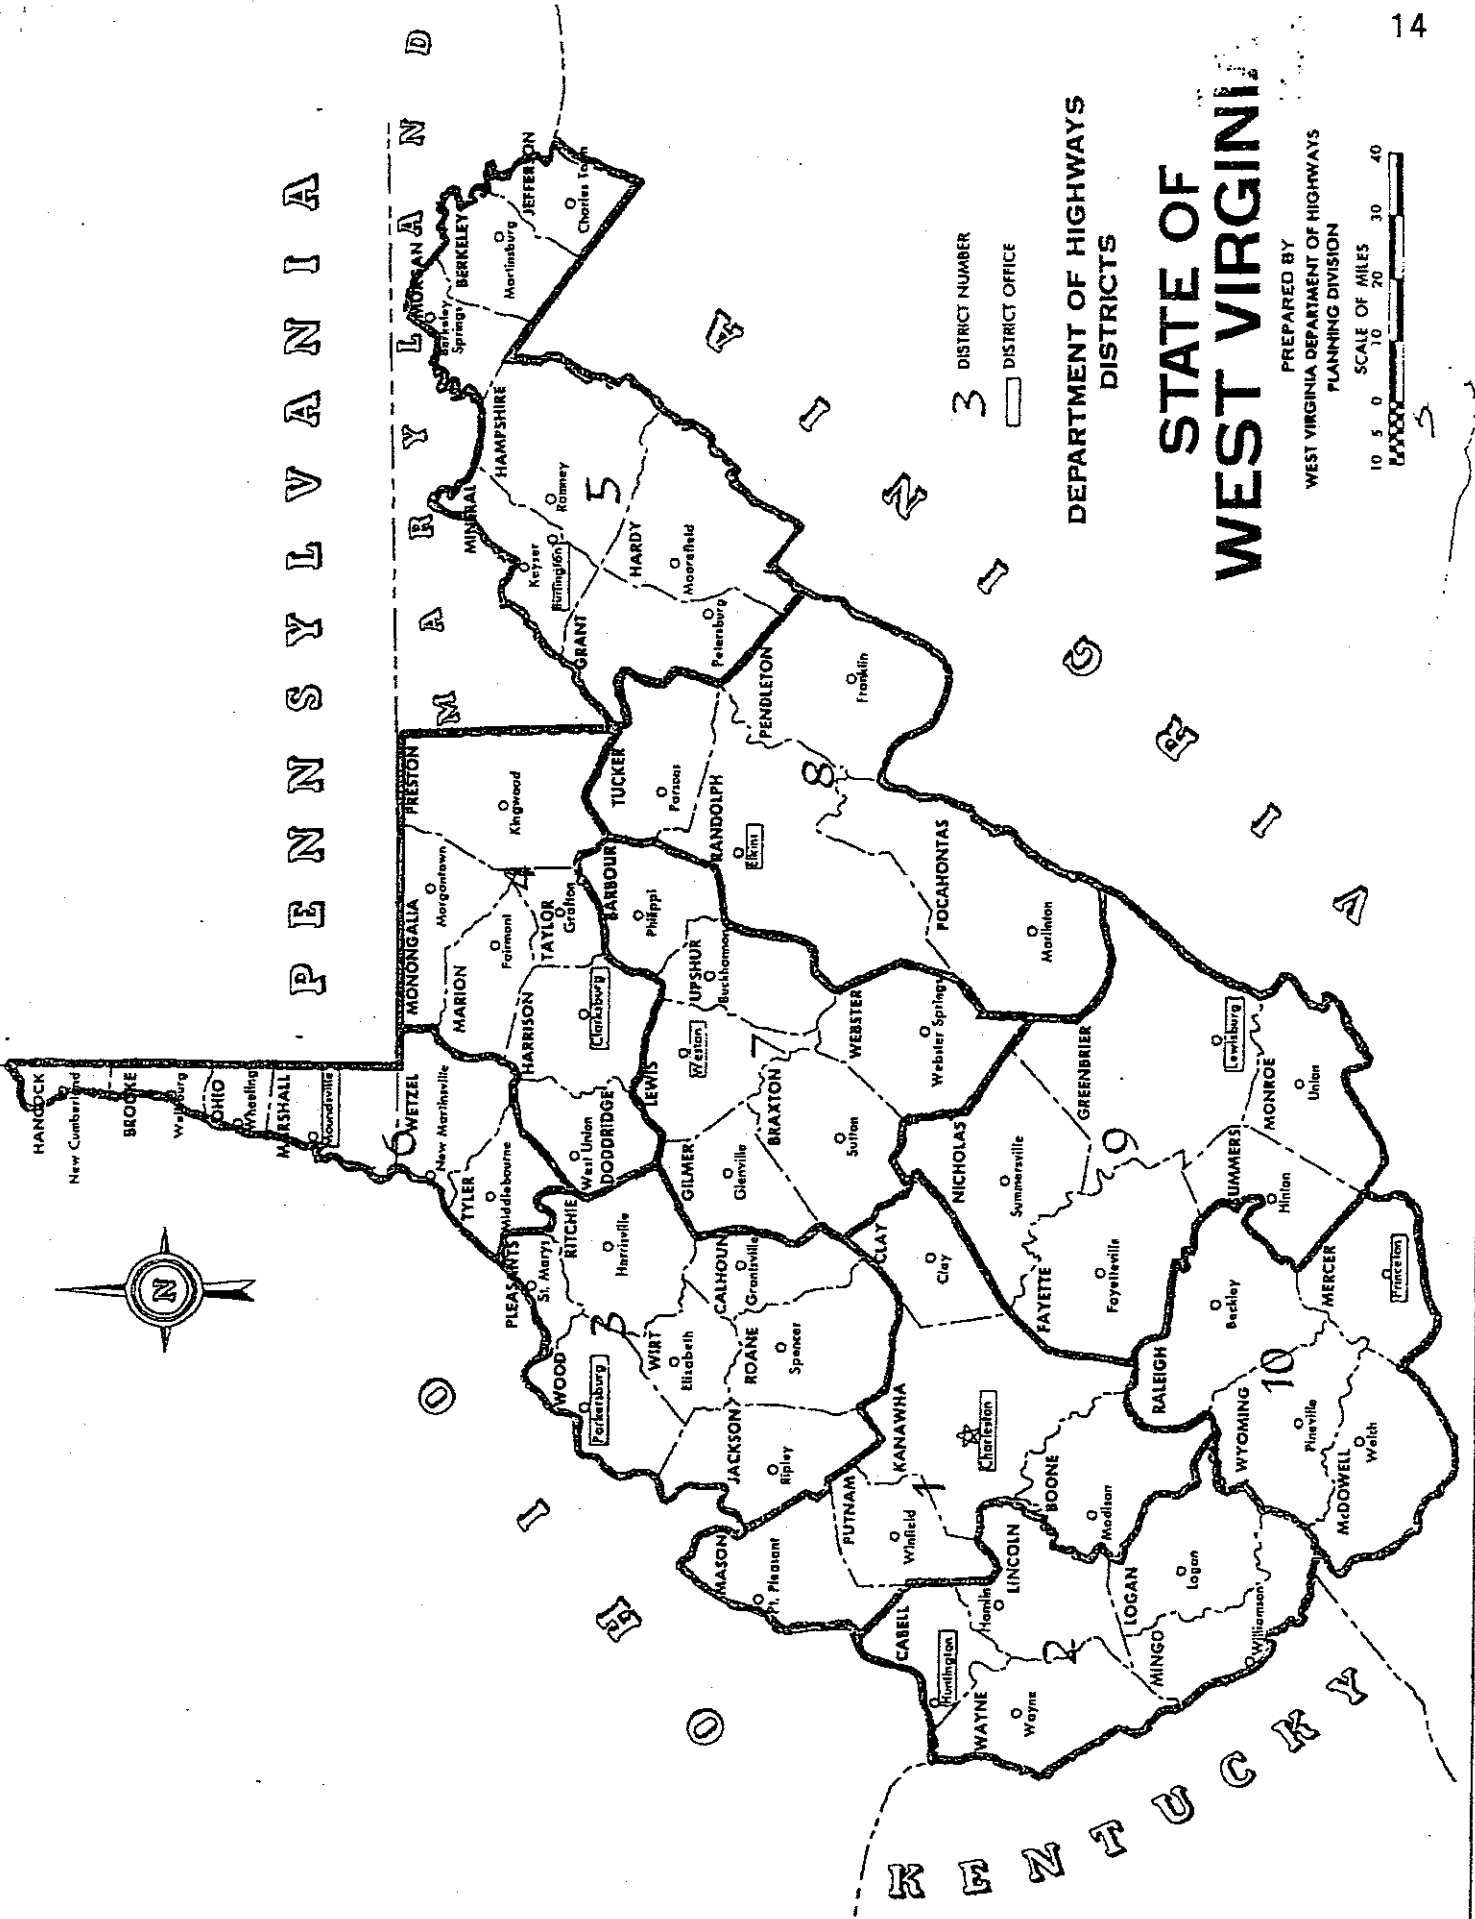 14
PENNSYLVANIA
MARYLAND
OHIO
KENTUCKY
VIRGINIA
N
HANCOCK
New Cumberland
BROOKE
Wellsburg
OHIO
Wheeling
MARSHALL
Moundsville
6
WETZEL
New Martinsville
TYLER
Middlebourne
MONONGALIA
Morgantown
PRESTON
Kingwood
MARION
Fairmont
4
TAYLOR
Grafton
HARRISON
Clarksburg
DODDRIDGE
West Union
PLEASANTS
St. Marys
RITCHIE
Harrisville
WOOD
Parkersburg
3
WIRT
Elizabeth
CALHOUN
Grantsville
ROANE
Spencer
JACKSON
Ripley
MASON
Pt. Pleasant
PUTNAM
Winfield
1
KANAWHA
Charleston
CLAY
Clay
BOONE
Madison
CABELL
Huntington
WAYNE
Wayne
2
LINCOLN
Hamlin
LOGAN
Logan
MINGO
Williamson
BARBOUR
Philippi
LEWIS
Weston
UPSHUR
Buckhannon
GILMER
Glenville
7
BRAXTON
Sutton
WEBSTER
Webster Springs
TUCKER
Parsons
RANDOLPH
Elkins
PENDLETON
Franklin
8
POCAHONTAS
Marlinton
NICHOLAS
Summersville
GREENBRIER
Lewisburg
FAYETTE
Fayetteville
9
SUMMERS
Hinton
MONROE
Union
RALEIGH
Beckley
10
WYOMING
Pineville
McDOWELL
Welch
MERCER
Princeton
MORGAN
Berkeley
Springs
BERKELEY
Martinsburg
JEFFERSON
Charles Town
HAMPSHIRE
Romney
MINERAL
Keyser
Burlington
5
GRANT
Petersburg
HARDY
Moorefield
3 DISTRICT NUMBER
DISTRICT OFFICE
DEPARTMENT OF HIGHWAYS
DISTRICTS
STATE OF
WEST VIRGINIA
PREPARED BY
WEST VIRGINIA DEPARTMENT OF HIGHWAYS
PLANNING DIVISION
SCALE OF MILES
10 5 0 10 20 30 40
5